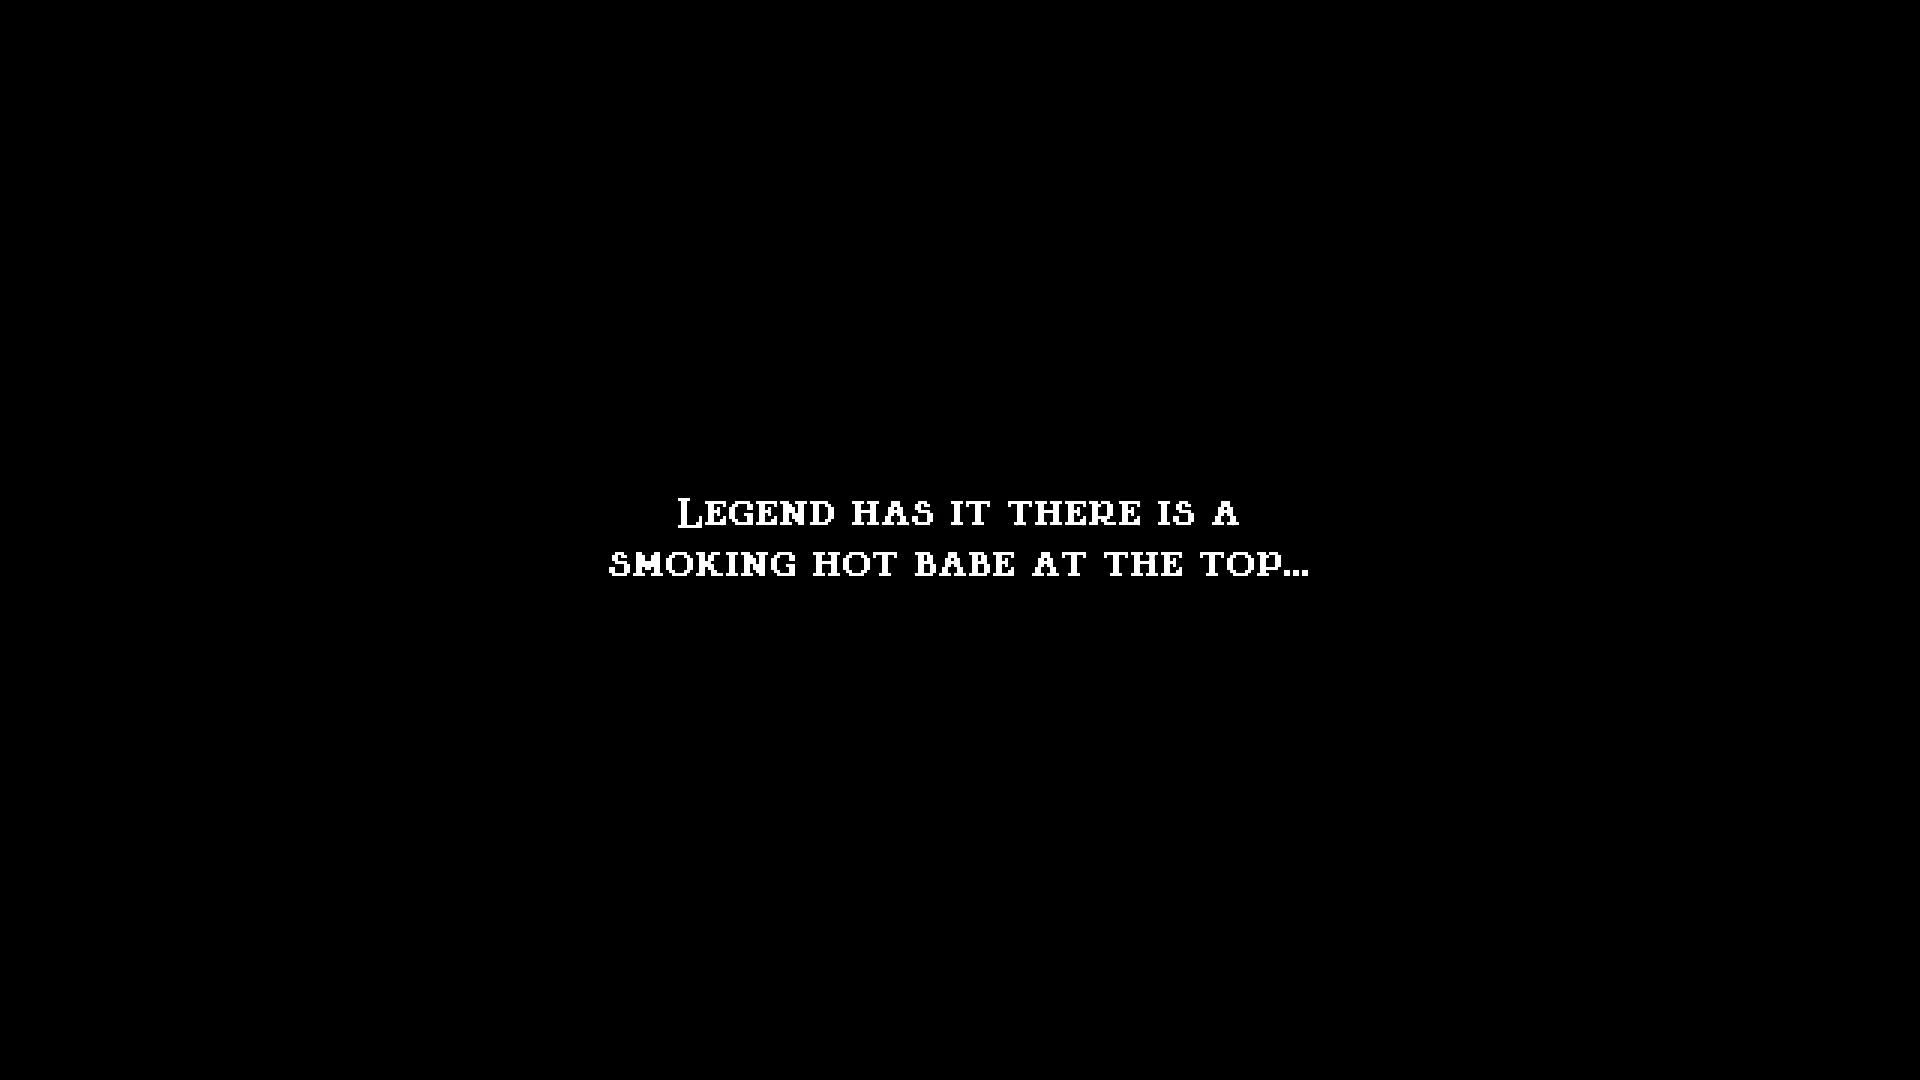 Legend has it there is a
smoking hot babe at the top...